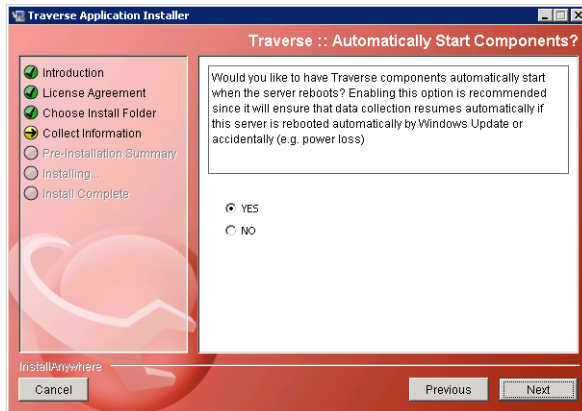 Traverse Application Installer
Traverse :: Automatically Start Components?
Introduction
License Agreement
Choose Install Folder
Collect Information
Pre-Installation Summary
Installing...
Install Complete
Would you like to have Traverse components automatically start
when the server reboots? Enabling this option is recommended
since it will ensure that data collection resumes automatically if
this server is rebooted automatically by Windows Update or
accidentally (e.g. power loss)
YES
NO
InstallAnywhere
Cancel
Previous
Next